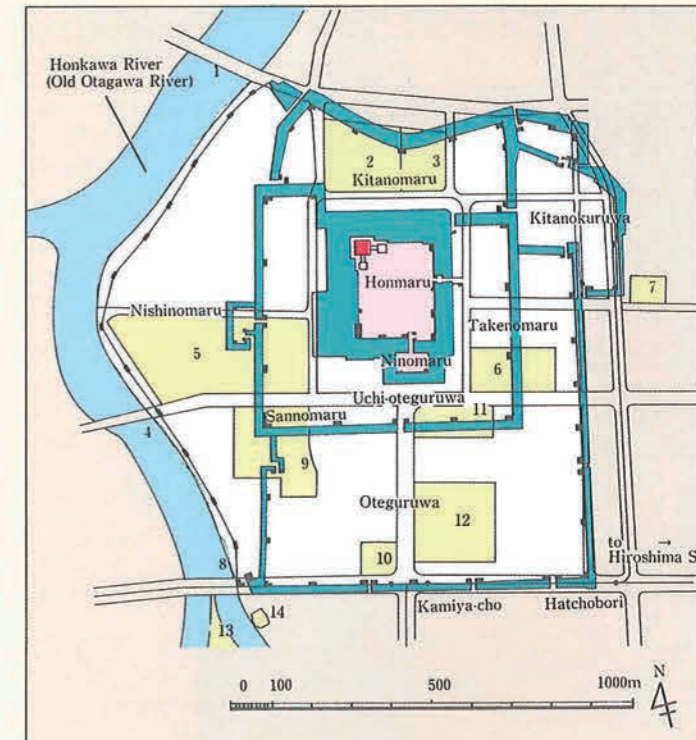 Honkawa River
(Old Otagawa River)
1
2
3
Kitanomaru
Kitanokuruwa
Honmaru
7
Nishinomaru
Takenomaru
5
Ninomaru
6
Uchi-oteguruwa
Sannomaru
11
4
9
Oteguruwa
12
10
to →
Hiroshima S
8
Kamiya-cho
Hatchobori
14
13
0 100 500 1000m
N